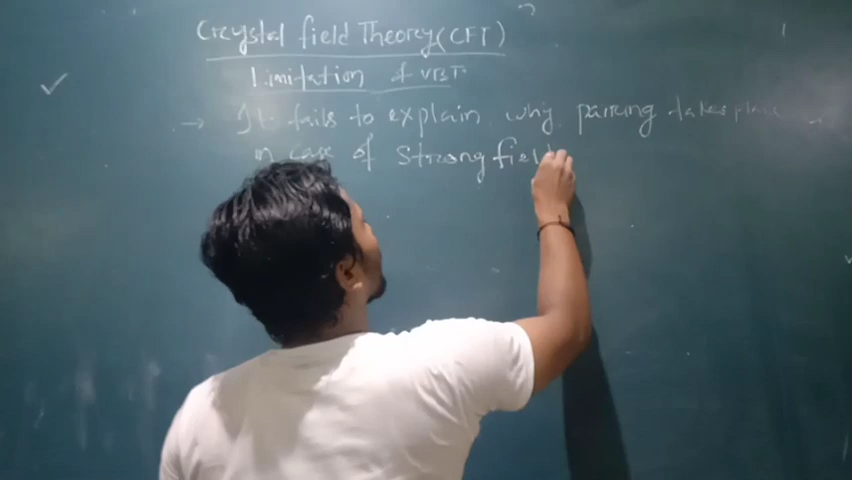 Crystal field Theory (CFT)
Limitation of VBT
→ It fails to explain why pairing takes place
in case of Strong field